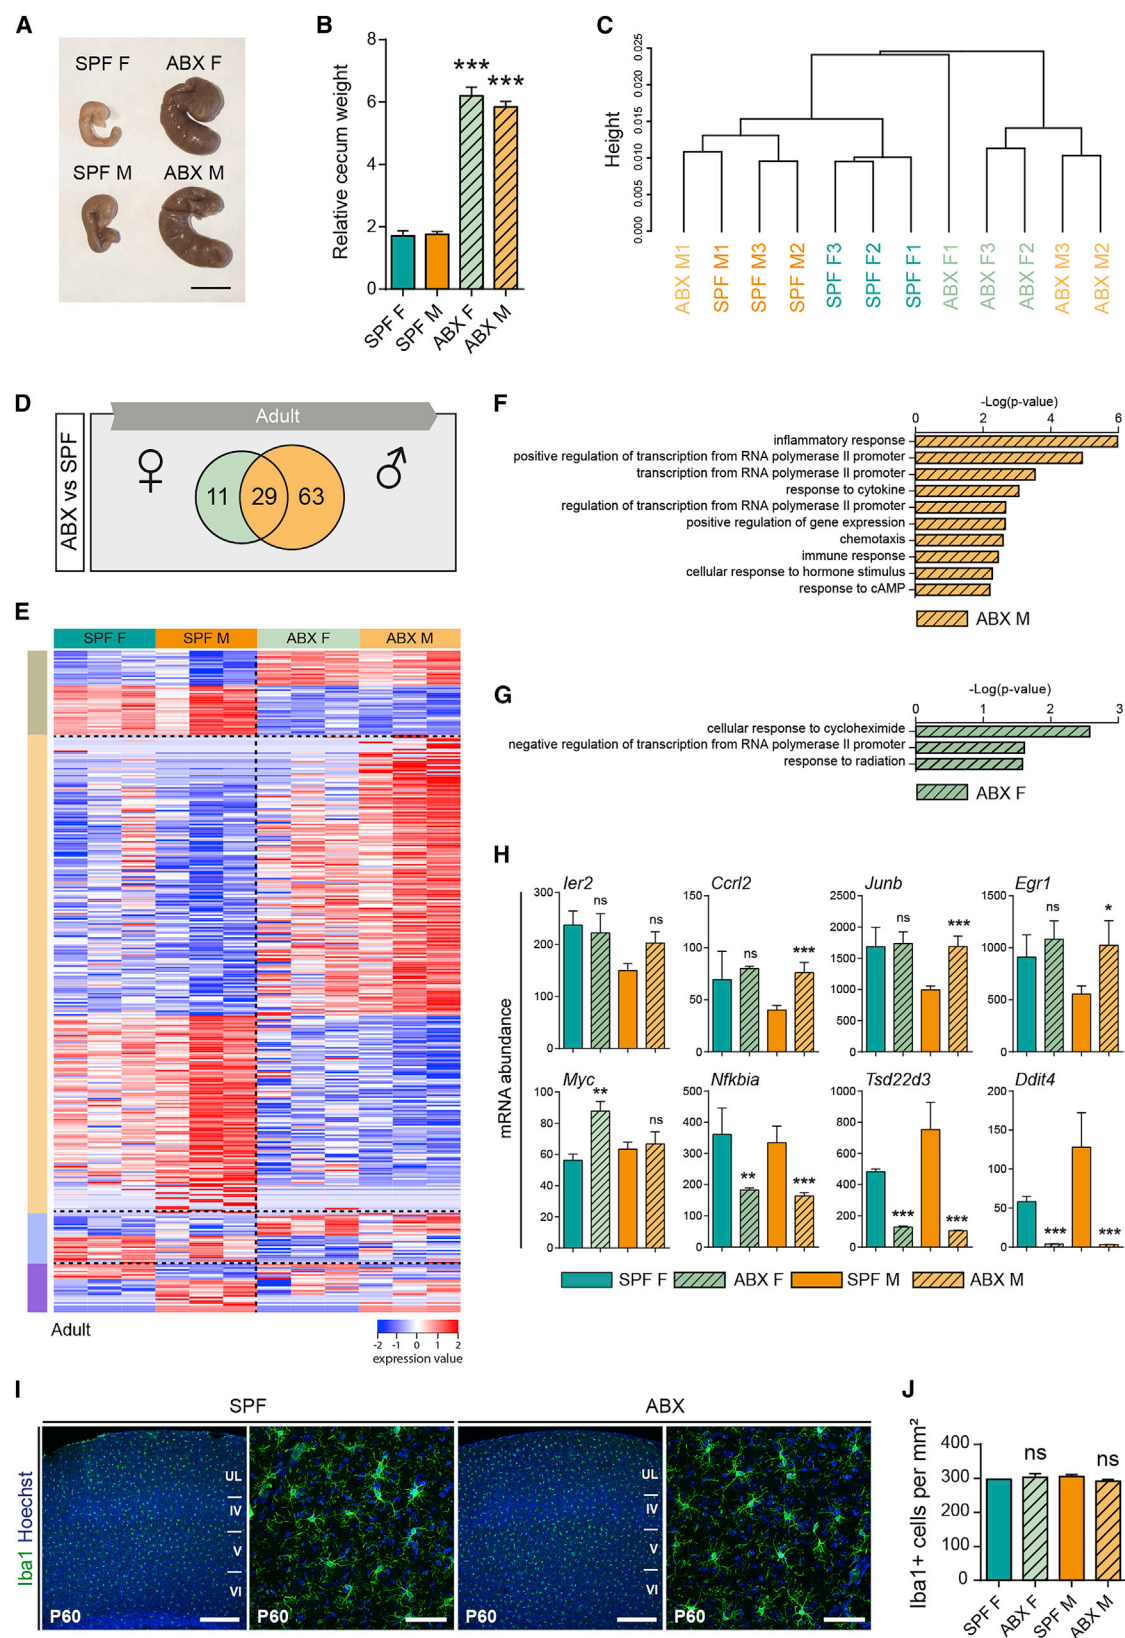 A
SPF F
ABX F
SPF M
ABX M
B
Relative cecum weight
8
6
4
2
0
***
***
SPF F
SPF M
ABX F
ABX M
C
Height
0.025
0.020
0.015
0.010
0.005
0.000
ABX M1
SPF M1
SPF M3
SPF M2
SPF F3
SPF F2
SPF F1
ABX F1
ABX F3
ABX F2
ABX M3
ABX M2
D
ABX vs SPF
Adult
♀
♂
11
29
63
E
SPF F
SPF M
ABX F
ABX M
Adult
-2 -1 0 1 2
expression value
F
-Log(p-value)
0 2 4 6
inflammatory response
positive regulation of transcription from RNA polymerase II promoter
transcription from RNA polymerase II promoter
response to cytokine
regulation of transcription from RNA polymerase II promoter
positive regulation of gene expression
chemotaxis
immune response
cellular response to hormone stimulus
response to cAMP
ABX M
G
-Log(p-value)
0 1 2 3
cellular response to cycloheximide
negative regulation of transcription from RNA polymerase II promoter
response to radiation
ABX F
H
mRNA abundance
Ier2
300
200
100
0
ns
ns
Ccrl2
150
100
50
0
ns
***
Junb
2500
2000
1500
1000
500
0
ns
***
Egr1
1500
1000
500
0
ns
*
Myc
100
80
60
40
20
0
**
ns
Nfkbia
500
400
300
200
100
0
**
***
Tsd22d3
1000
800
600
400
200
0
***
***
Ddit4
200
150
100
50
0
***
***
SPF F
ABX F
SPF M
ABX M
I
SPF
ABX
Iba1 Hoechst
UL
IV
V
VI
P60
P60
UL
IV
V
VI
P60
P60
J
Iba1+ cells per mm²
400
300
200
100
0
ns
ns
SPF F
ABX F
SPF M
ABX M